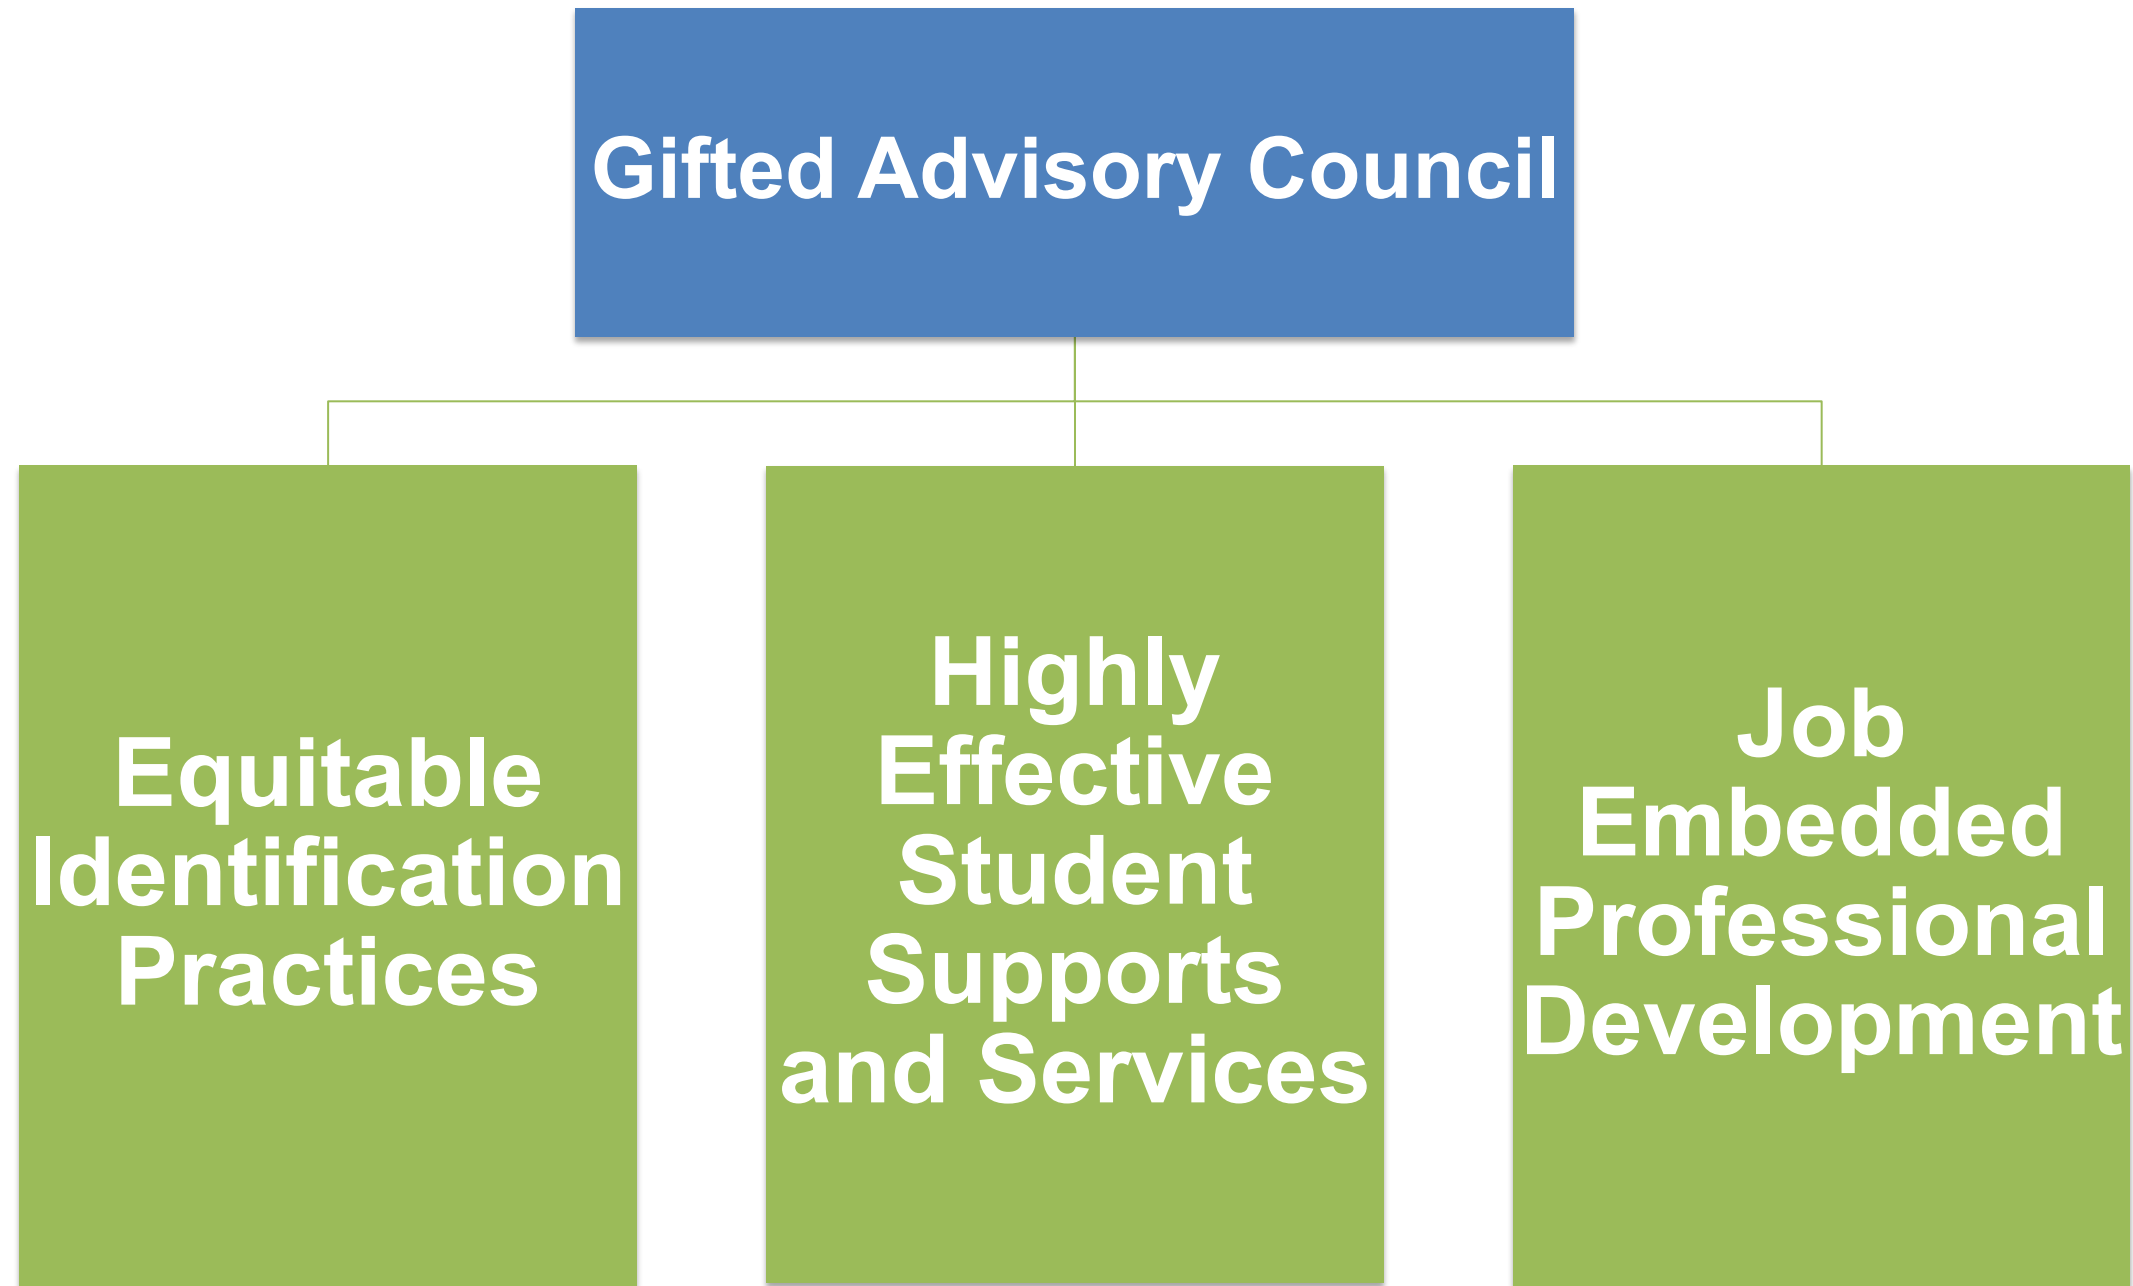 Gifted Advisory Council
Equitable
Identification
Practices
Highly
Effective
Student
Supports
and Services
Job
Embedded
Professional
Development